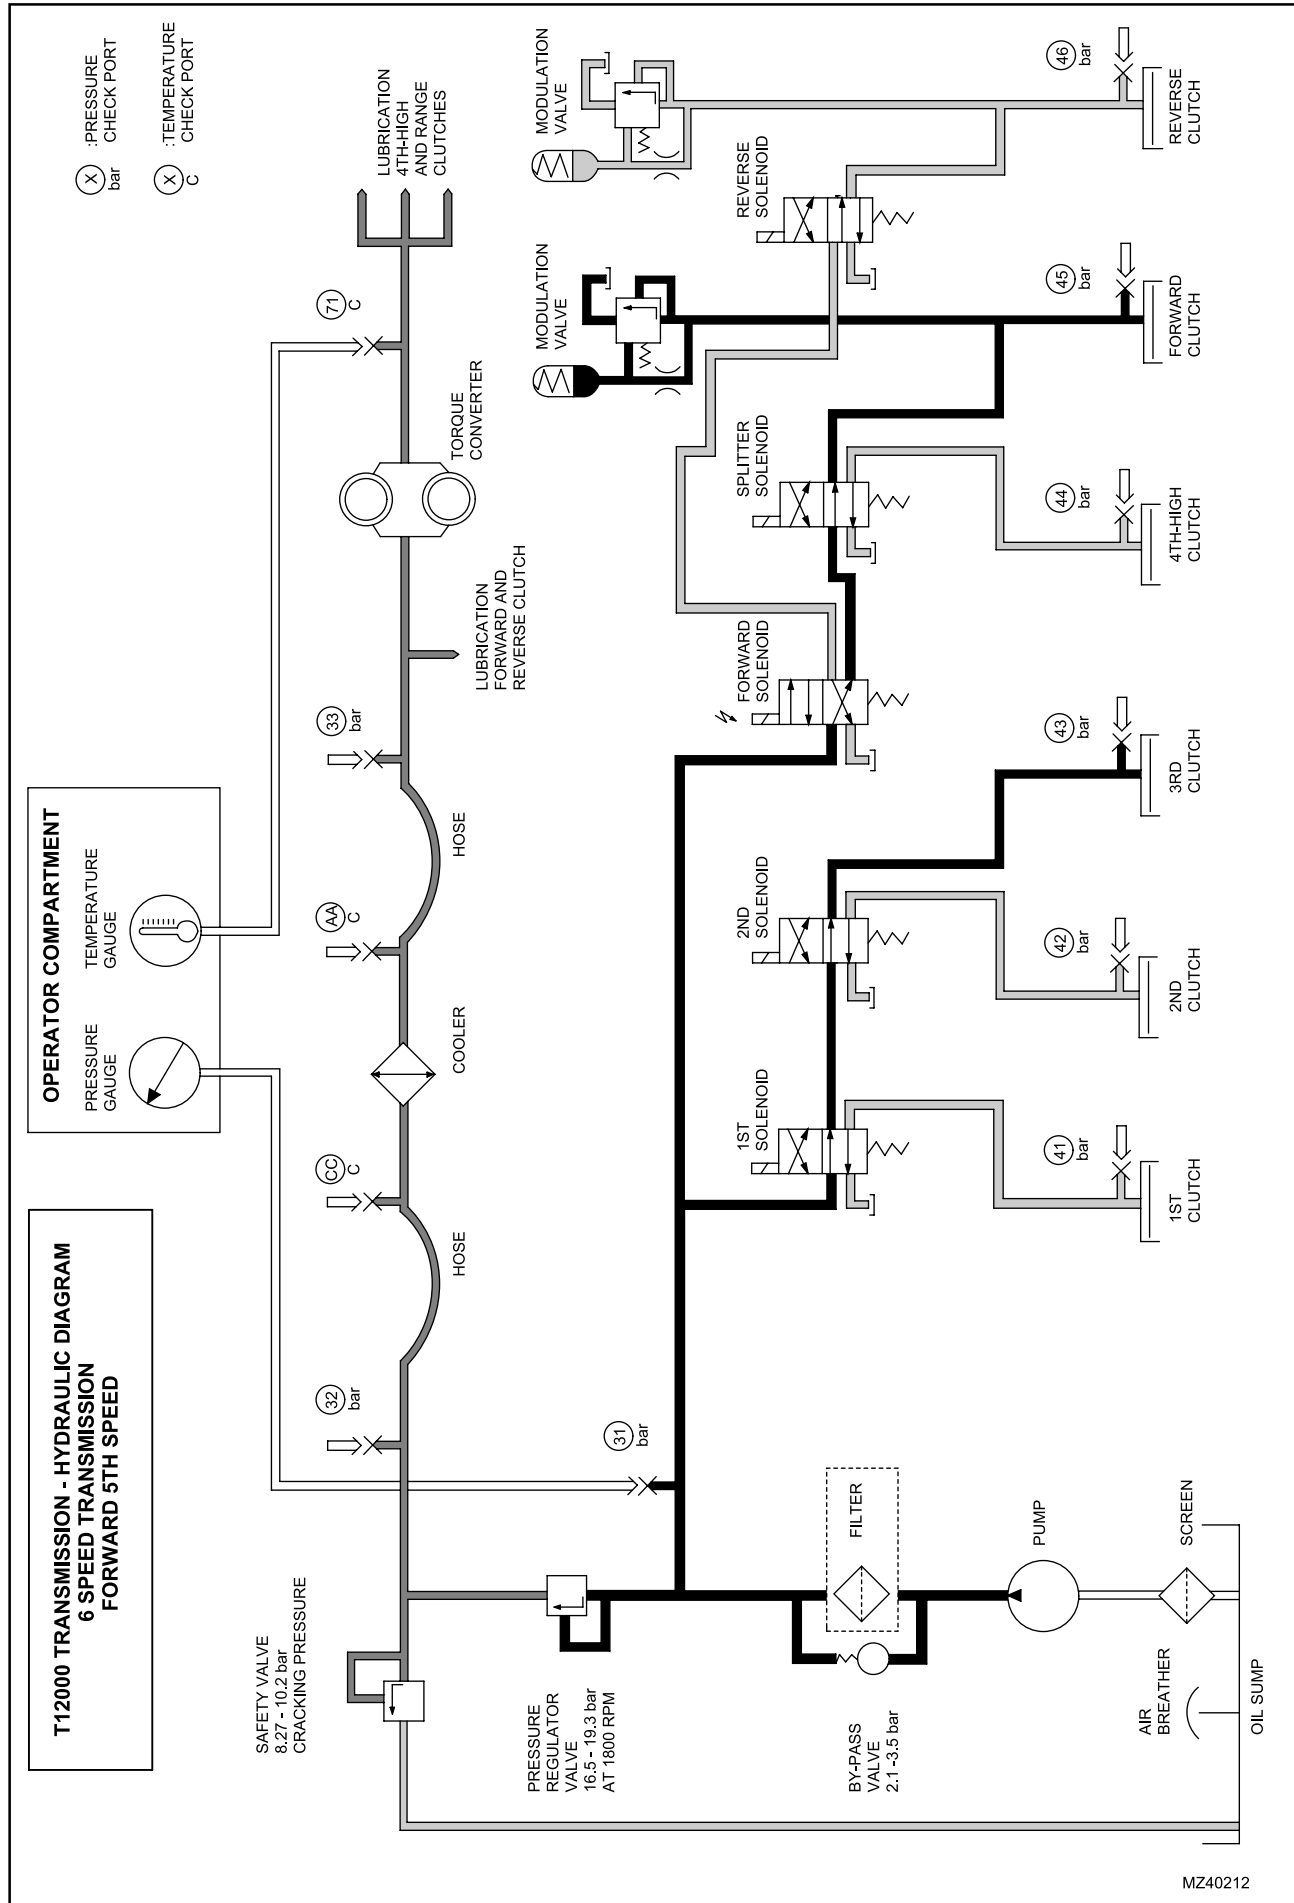 T12000 TRANSMISSION - HYDRAULIC DIAGRAM
6 SPEED TRANSMISSION
FORWARD 5TH SPEED
OPERATOR COMPARTMENT
PRESSURE
GAUGE
TEMPERATURE
GAUGE
X
bar
:PRESSURE
CHECK PORT
X
C
:TEMPERATURE
CHECK PORT
SAFETY VALVE
8.27 - 10.2 bar
CRACKING PRESSURE
32
bar
HOSE
CC
C
COOLER
AA
C
HOSE
33
bar
LUBRICATION
FORWARD AND
REVERSE CLUTCH
TORQUE
CONVERTER
71
C
LUBRICATION
4TH-HIGH
AND RANGE
CLUTCHES
PRESSURE
REGULATOR
VALVE
16.5 - 19.3 bar
AT 1800 RPM
31
bar
MODULATION
VALVE
MODULATION
VALVE
1ST
SOLENOID
2ND
SOLENOID
FORWARD
SOLENOID
SPLITTER
SOLENOID
REVERSE
SOLENOID
BY-PASS
VALVE
2.1 -3.5 bar
FILTER
PUMP
SCREEN
AIR
BREATHER
OIL SUMP
41
bar
1ST
CLUTCH
42
bar
2ND
CLUTCH
43
bar
3RD
CLUTCH
44
bar
4TH-HIGH
CLUTCH
45
bar
FORWARD
CLUTCH
46
bar
REVERSE
CLUTCH
MZ40212